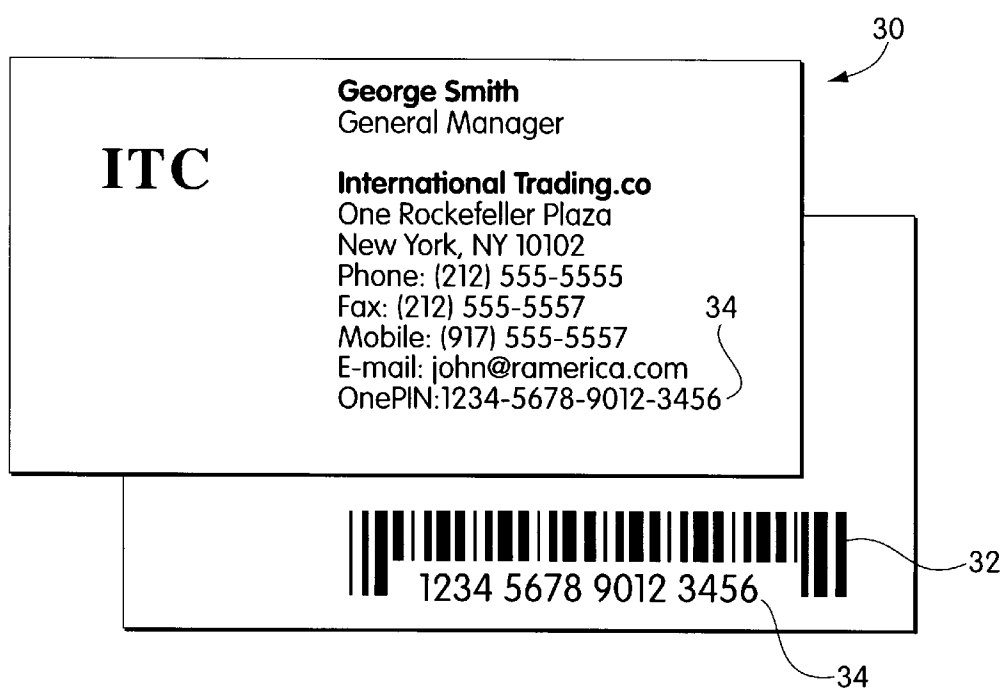 30
George Smith
General Manager
ITC
International Trading.co
One Rockefeller Plaza
New York, NY 10102
Phone: (212) 555-5555
Fax: (212) 555-5557
34
Mobile: (917) 555-5557
E-mail: john@ramerica.com
OnePIN:1234-5678-9012-3456
32
1234 5678 9012 3456
34